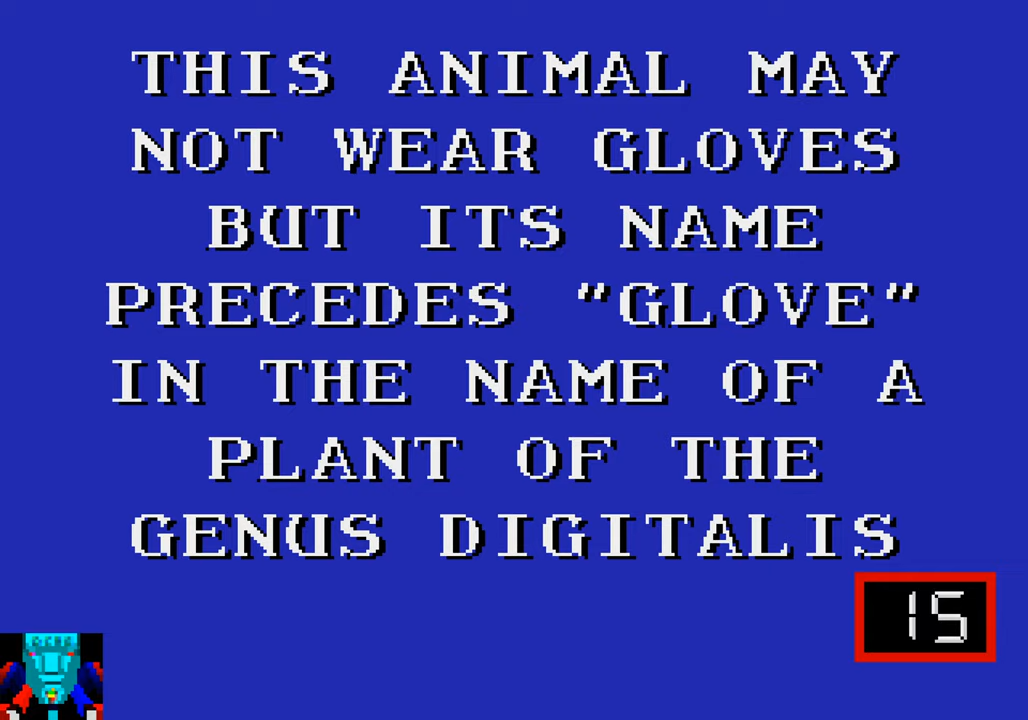 THIS ANIMAL MAY
NOT WEAR GLOVES
BUT ITS NAME
PRECEDES "GLOVE"
IN THE NAME OF A
PLANT OF THE
GENUS DIGITALIS
15